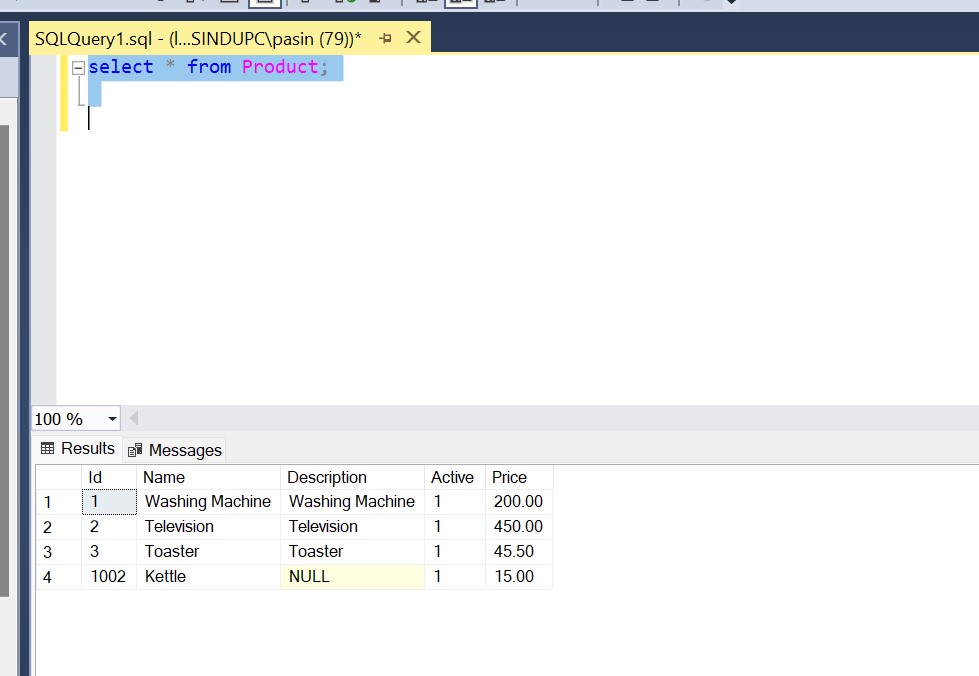 SQLQuery1.sql - (l...SINDUPC\pasin (79))*
select * from Product;
100 %
Results Messages
Id Name Description Active Price
1 1 Washing Machine Washing Machine 1 200.00
2 2 Television Television 1 450.00
3 3 Toaster Toaster 1 45.50
4 1002 Kettle NULL 1 15.00